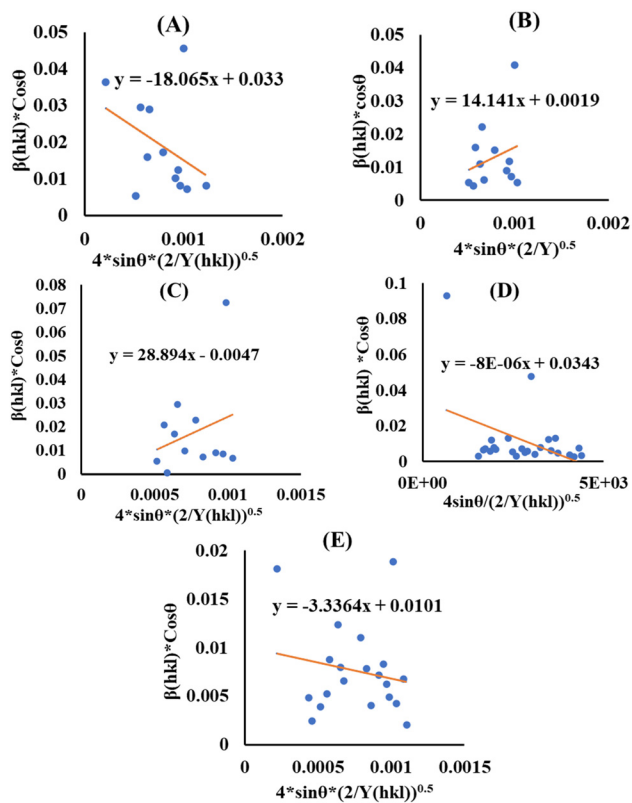 (A)
0.05
0.04
0.03
0.02
0.01
0
β(hkl)*Cosθ
y = -18.065x + 0.033
0
0.001
0.002
4*sinθ*(2/Y(hkl))^0.5
(B)
0.05
0.04
0.03
0.02
0.01
0
β(hkl)*cosθ
y = 14.141x + 0.0019
0
0.001
0.002
4*sinθ*(2/Y)^0.5
(C)
0.08
0.07
0.06
0.05
0.04
0.03
0.02
0.01
0
β(hkl)*Cosθ
y = 28.894x - 0.0047
0
0.0005
0.001
0.0015
4*sinθ*(2/Y(hkl))^0.5
(D)
0.1
0.08
0.06
0.04
0.02
0
β(hkl) *Cosθ
y = -8E-06x + 0.0343
0E+00
5E+03
4sinθ/(2/Y(hkl))^0.5
(E)
0.02
0.015
0.01
0.005
0
β(hkl)*Cosθ
y = -3.3364x + 0.0101
0
0.0005
0.001
0.0015
4*sinθ*(2/Y(hkl))^0.5